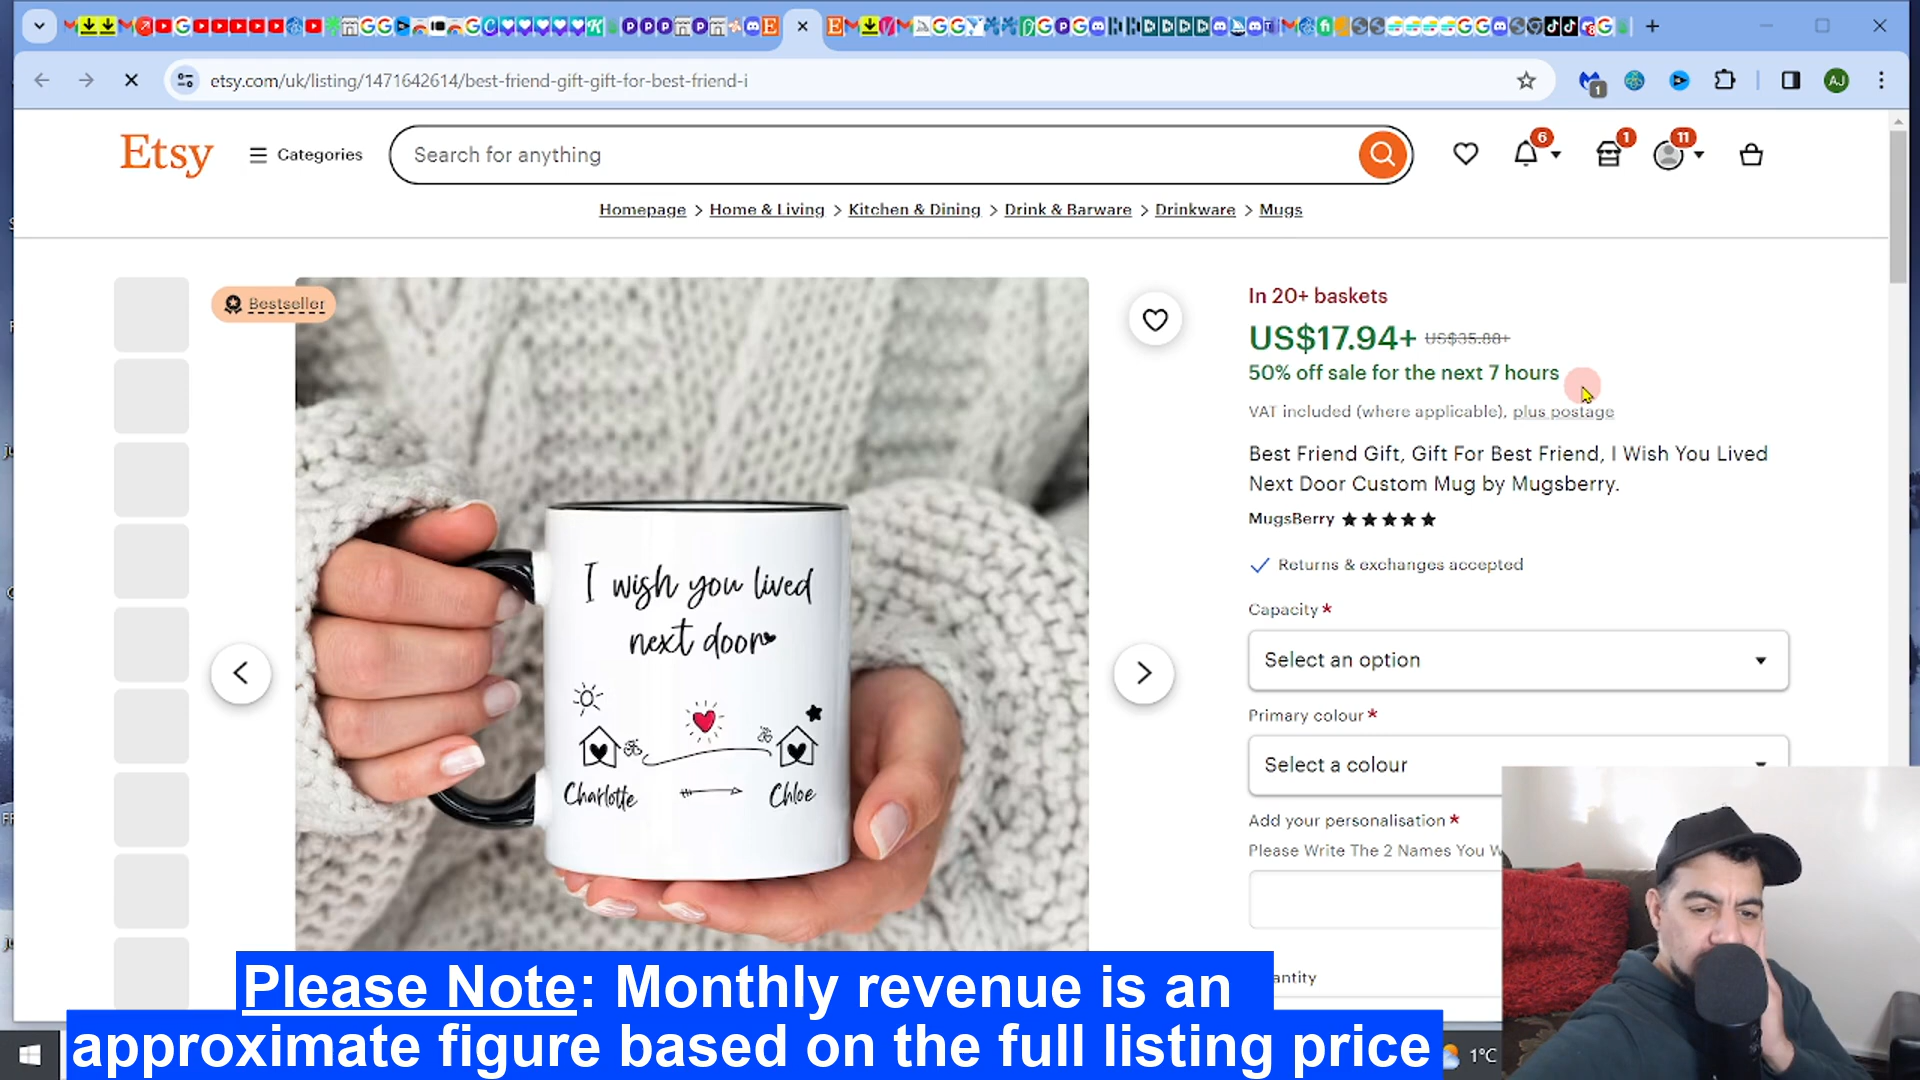 etsy.com/uk/listing/1471642614/best-friend-gift-gift-for-best-friend-i
1
AJ
Etsy
Categories
Search for anything
6
1
11
Homepage > Home & Living > Kitchen & Dining > Drink & Barware > Drinkware > Mugs
Bestseller
In 20+ baskets
US$17.94+ US$35.88+
50% off sale for the next 7 hours
VAT included (where applicable), plus postage
Best Friend Gift, Gift For Best Friend, I Wish You Lived
Next Door Custom Mug by Mugsberry.
MugsBerry
Returns & exchanges accepted
Capacity *
Select an option
Primary colour *
Select a colour
Add your personalisation *
Please Write The 2 Names You W
I wish you lived
next door
Charlotte
Chloe
antity
Please Note: Monthly revenue is an
approximate figure based on the full listing price
1°C